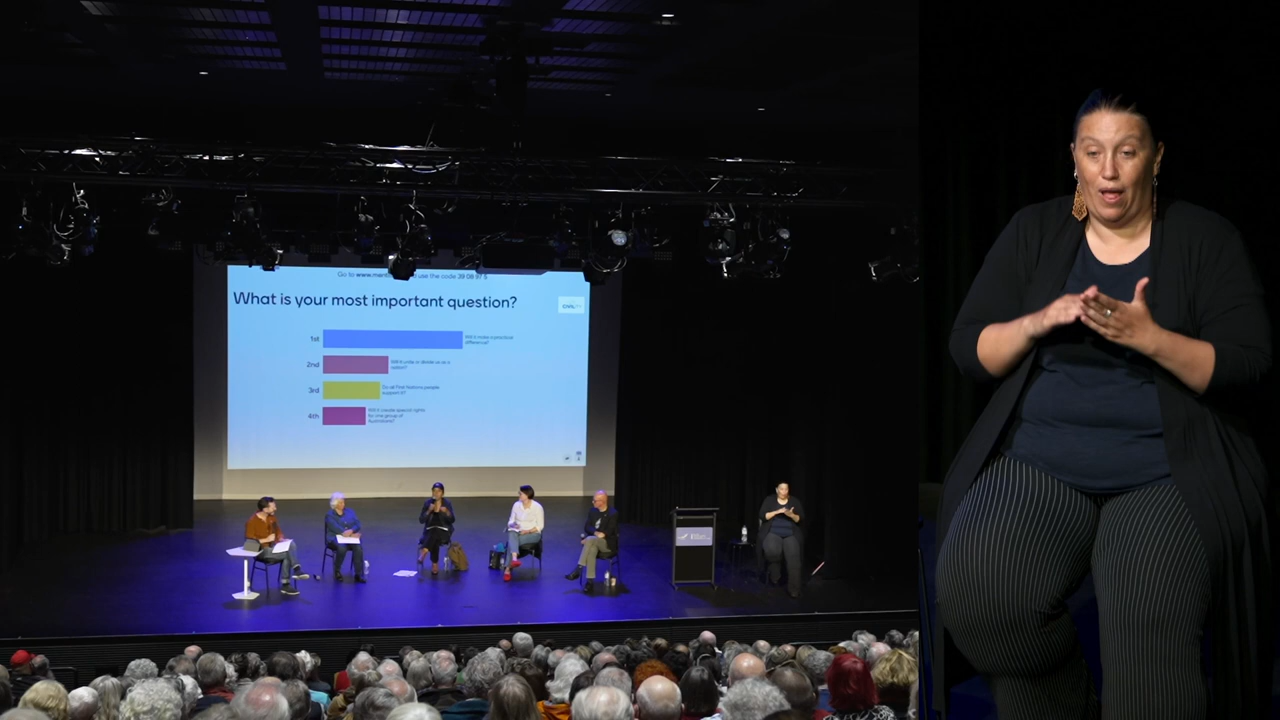 Go to www.menti use the code 39 08 97 5
What is your most important question?
1st
Will it make a practical
difference?
2nd
Will it unite or divide us as a
nation?
3rd
Do all First Nations people
support it?
4th
Will it create special rights
for one group of
Australians?